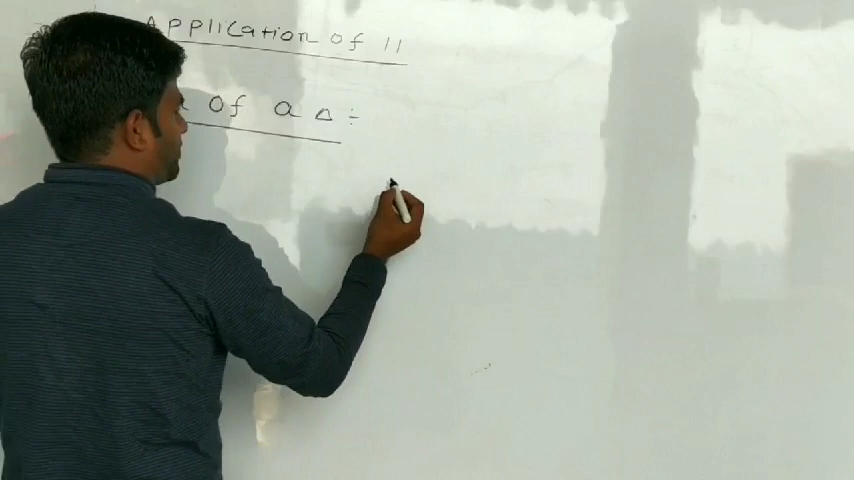 Application of ||
of a Δ ÷